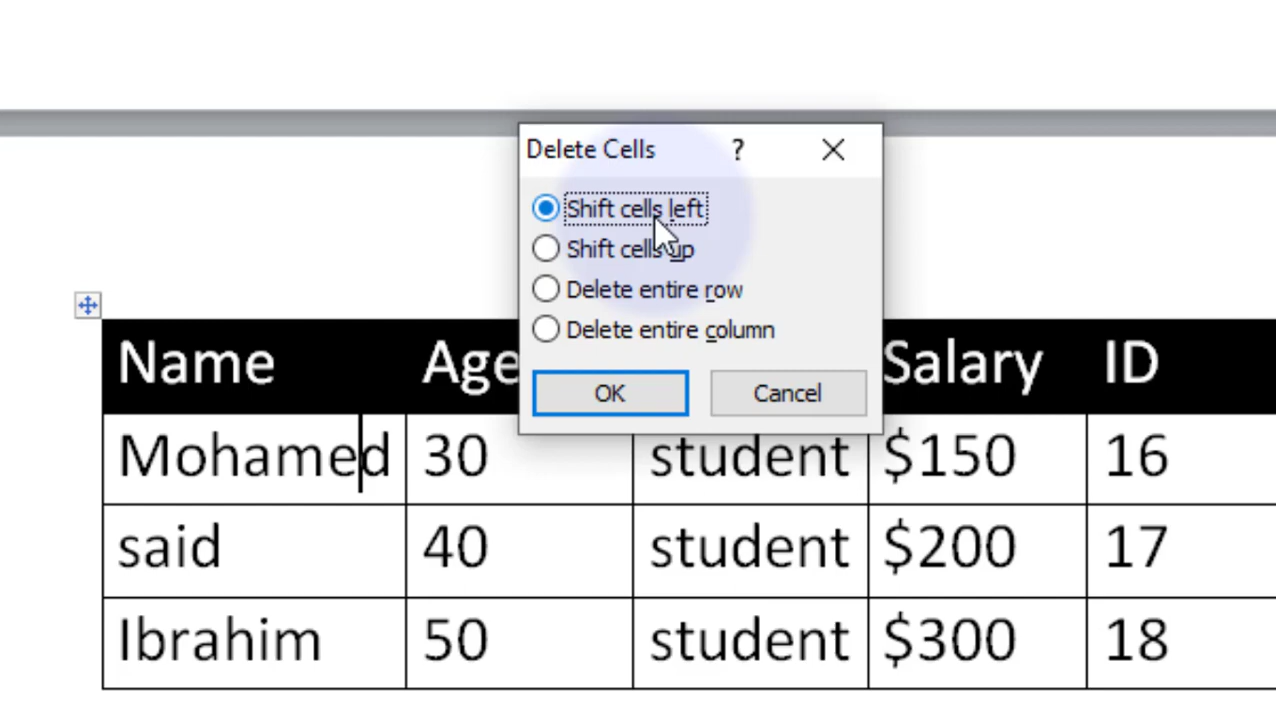 Delete Cells ?
Shift cells left
Shift cells up
Delete entire row
Delete entire column
OK Cancel
Name Age Salary ID
Mohamed 30 student $150 16
said 40 student $200 17
Ibrahim 50 student $300 18